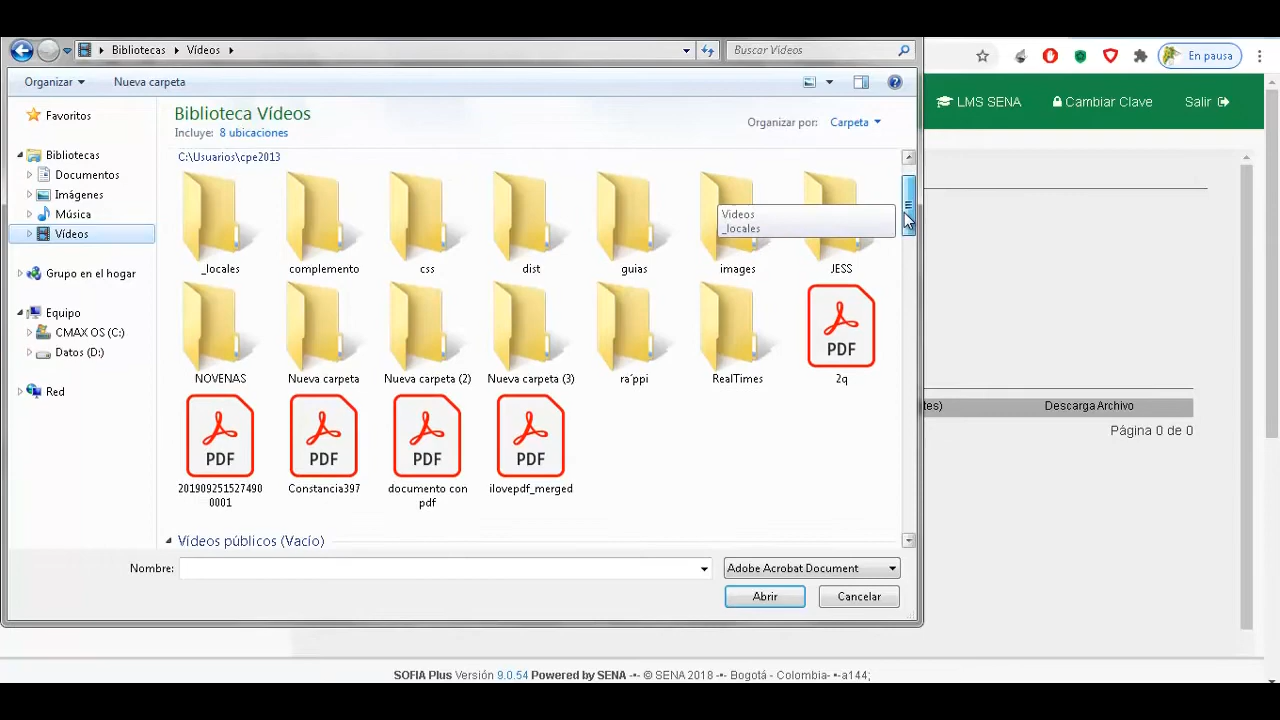 Bibliotecas Vídeos Buscar Vídeos
En pausa
Organizar Nueva carpeta
LMS SENA Cambiar Clave Salir
Favoritos
Bibliotecas
Documentos
Imágenes
Música
Vídeos
Grupo en el hogar
Equipo
CMAX OS (C:)
Datos (D:)
Red
Biblioteca Vídeos
Incluye: 8 ubicaciones
Organizar por: Carpeta
C:\Usuarios\cpe2013
Videos
_locales
_locales complemento css dist guias images JESS
NOVENAS Nueva carpeta Nueva carpeta (2) Nueva carpeta (3) ra´ppi RealTimes
PDF
2q
PDF PDF PDF PDF
201909251527490 Constancia397 documento con ilovepdf_merged
0001 pdf
Vídeos públicos (Vacío)
Nombre: Adobe Acrobat Document
Abrir Cancelar
tes) Descarga Archivo
Página 0 de 0
SOFIA Plus Versión 9.0.54 Powered by SENA -•- © SENA 2018 -•- Bogotá - Colombia- •-a144;